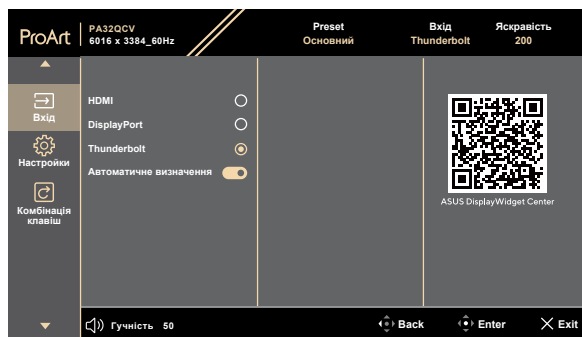 ProArt
PA32QCV
6016 x 3384_60Hz
Preset
Основний
Вхід
Thunderbolt
Яскравість
200
Вхід
Настройки
Комбінація
клавіш
HDMI
DisplayPort
Thunderbolt
Автоматичне визначення
ASUS DisplayWidget Center
Гучність 50
Back
Enter
Exit